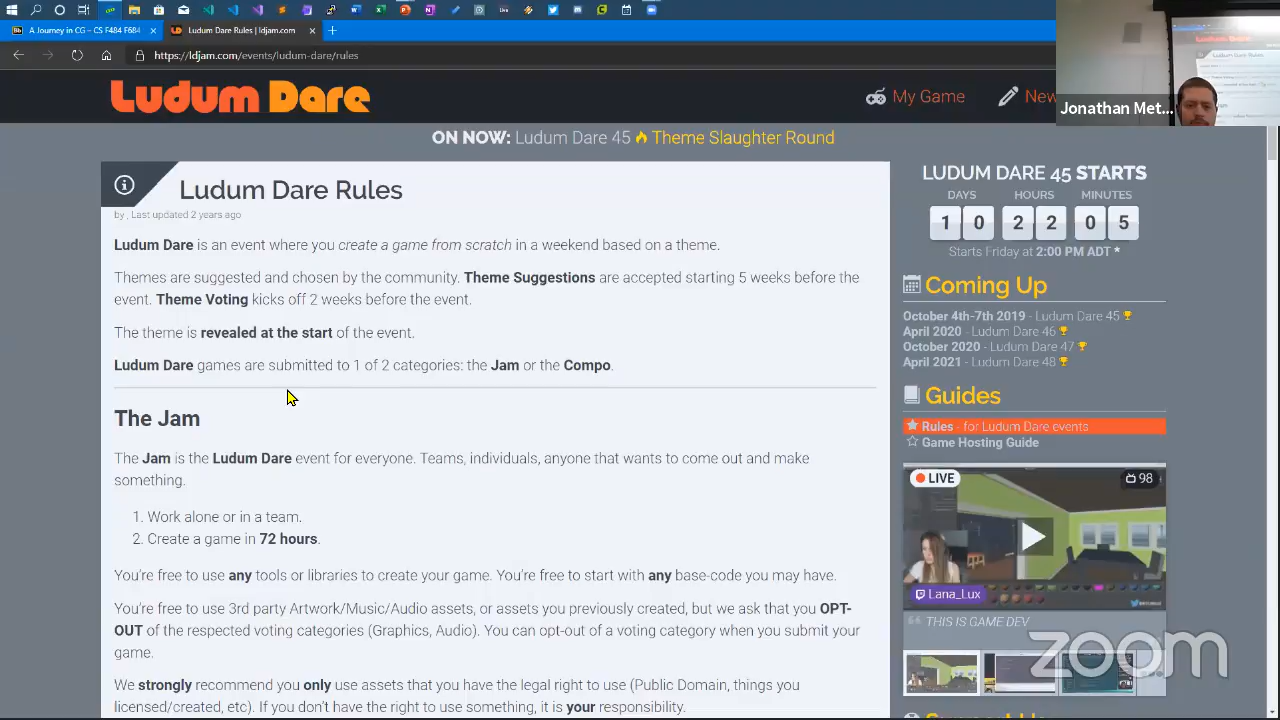 A Journey in CG – CS F484 F684
Ludum Dare Rules | ldjam.com
https://ldjam.com/events/ludum-dare/rules
LuDum DaRe
My Game
New
Jonathan Met...
ON NOW: Ludum Dare 45 Theme Slaughter Round
Ludum Dare Rules
by , Last updated 2 years ago
Ludum Dare is an event where you create a game from scratch in a weekend based on a theme.
Themes are suggested and chosen by the community. Theme Suggestions are accepted starting 5 weeks before the
event. Theme Voting kicks off 2 weeks before the event.
The theme is revealed at the start of the event.
Ludum Dare games are submitted to 1 of 2 categories: the Jam or the Compo.
The Jam
The Jam is the Ludum Dare event for everyone. Teams, individuals, anyone that wants to come out and make
something.
1. Work alone or in a team.
2. Create a game in 72 hours.
You're free to use any tools or libraries to create your game. You're free to start with any base-code you may have.
You're free to use 3rd party Artwork/Music/Audio/etc, or assets you previously created, but we ask that you OPT-
OUT of the respected voting categories (Graphics, Audio). You can opt-out of a voting category when you submit your
game.
We strongly recommend you only use things you have the legal right to use (Public Domain, things you
licensed/created, etc). If you don't have the rights to something, it is your responsibility.
LUDUM DARE 45 STARTS
DAYS HOURS MINUTES
10 22 05
Starts Friday at 2:00 PM ADT *
Coming Up
October 4th-7th 2019 - Ludum Dare 45
April 2020 - Ludum Dare 46
October 2020 - Ludum Dare 47
April 2021 - Ludum Dare 48
Guides
Rules - for Ludum Dare events
Game Hosting Guide
LIVE
98
Lana_Lux
THIS IS GAME DEV
zoom